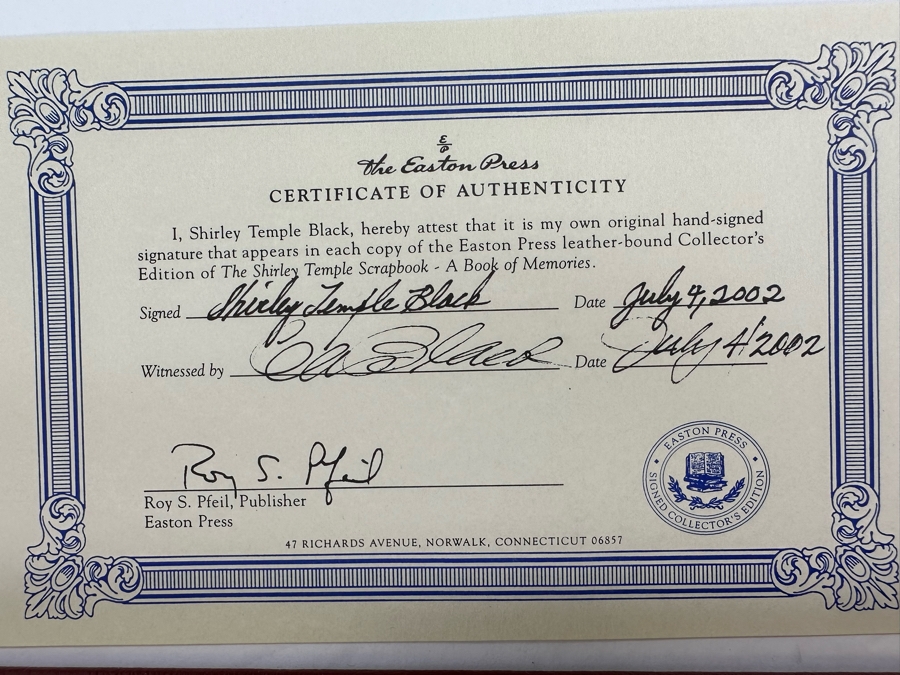 E/P
the Easton Press
CERTIFICATE OF AUTHENTICITY
I, Shirley Temple Black, hereby attest that it is my own original hand-signed
signature that appears in each copy of the Easton Press leather-bound Collector's
Edition of The Shirley Temple Scrapbook - A Book of Memories.
Signed Shirley Temple Black Date July 4, 2002
Witnessed by Black Date July 4, 2002
Roy S. Pfeil
Roy S. Pfeil, Publisher
Easton Press
EASTON PRESS
SIGNED COLLECTOR'S EDITION
47 RICHARDS AVENUE, NORWALK, CONNECTICUT 06857